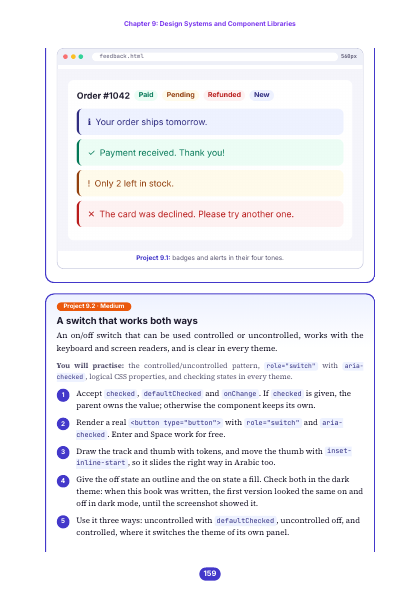 Chapter 9: Design Systems and Component Libraries
feedback.html
560px
Order #1042 Paid Pending Refunded New
i Your order ships tomorrow.
✓ Payment received. Thank you!
! Only 2 left in stock.
✕ The card was declined. Please try another one.
Project 9.1: badges and alerts in their four tones.
Project 9.2 · Medium
A switch that works both ways
An on/off switch that can be used controlled or uncontrolled, works with the
keyboard and screen readers, and is clear in every theme.
You will practise: the controlled/uncontrolled pattern, role="switch" with aria-
checked, logical CSS properties, and checking states in every theme.
1 Accept checked, defaultChecked and onChange. If checked is given, the
parent owns the value; otherwise the component keeps its own.
2 Render a real <button type="button"> with role="switch" and aria-
checked. Enter and Space work for free.
3 Draw the track and thumb with tokens, and move the thumb with inset-
inline-start, so it slides the right way in Arabic too.
4 Give the off state an outline and the on state a fill. Check both in the dark
theme: when this book was written, the first version looked the same on and
off in dark mode, until the screenshot showed it.
5 Use it three ways: uncontrolled with defaultChecked, uncontrolled off, and
controlled, where it switches the theme of its own panel.
159